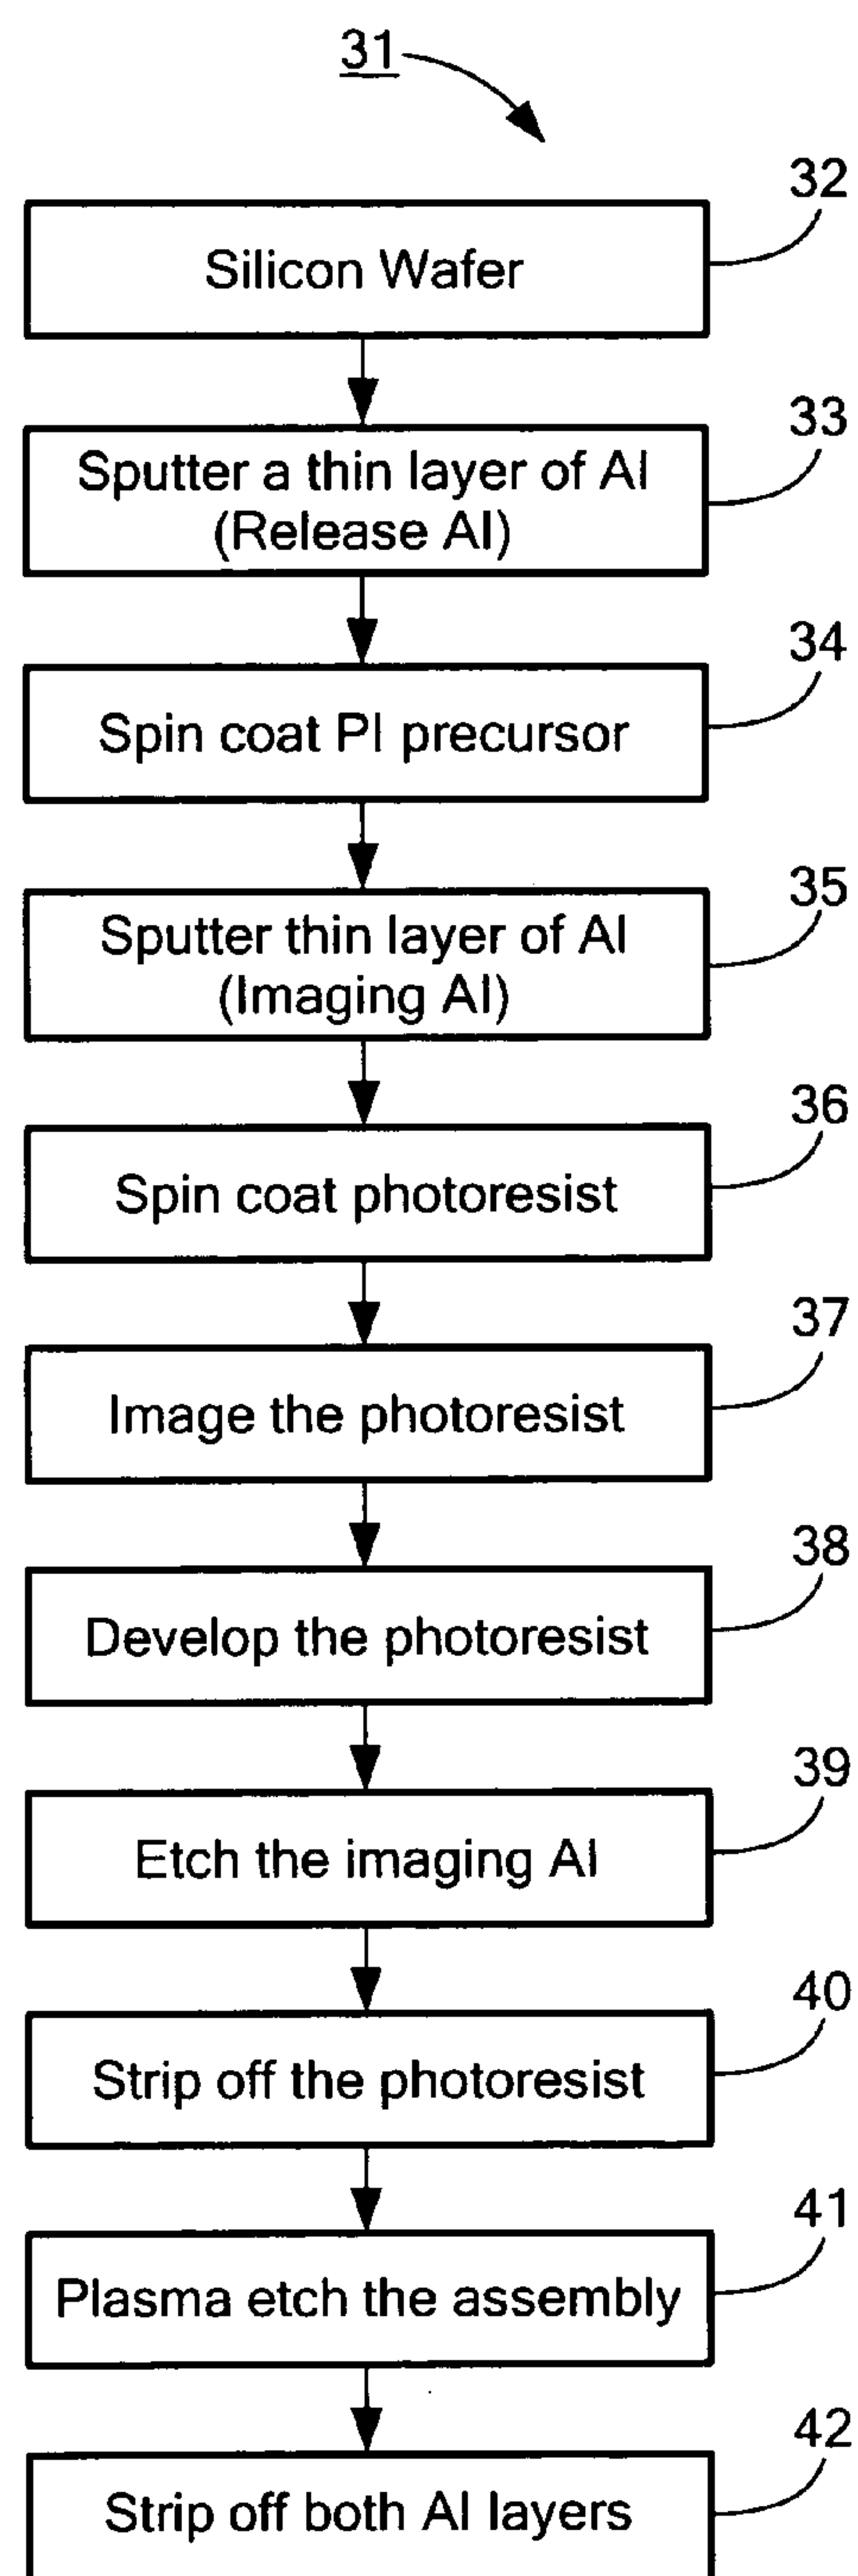 31
32
Silicon Wafer
33
Sputter a thin layer of Al
(Release Al)
34
Spin coat PI precursor
35
Sputter thin layer of Al
(Imaging Al)
36
Spin coat photoresist
37
Image the photoresist
38
Develop the photoresist
39
Etch the imaging Al
40
Strip off the photoresist
41
Plasma etch the assembly
42
Strip off both Al layers